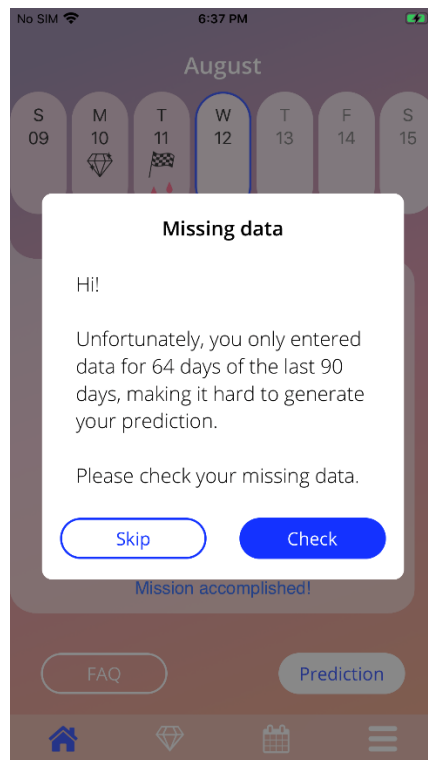 No SIM 6:37 PM
August
S M T W T F S
09 10 11 12 13 14 15
Missing data
Hi!
Unfortunately, you only entered
data for 64 days of the last 90
days, making it hard to generate
your prediction.
Please check your missing data.
Skip Check
Mission accomplished!
FAQ Prediction